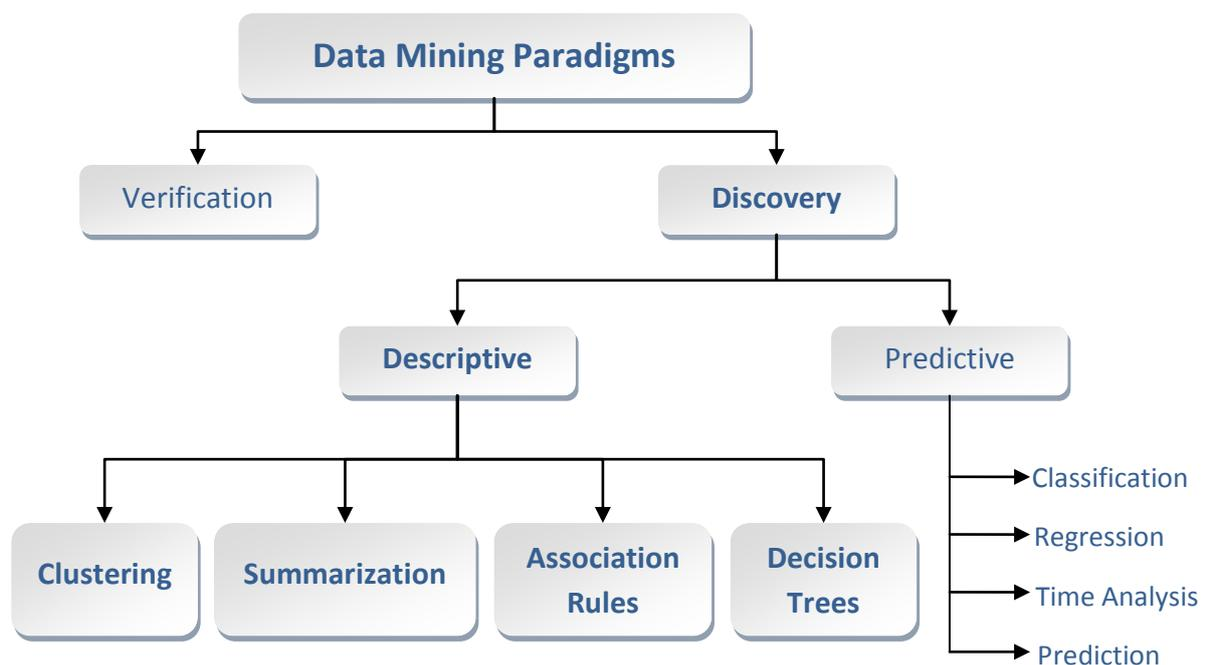 Data Mining Paradigms
Verification
Discovery
Descriptive
Predictive
Clustering
Summarization
Association
Rules
Decision
Trees
Classification
Regression
Time Analysis
Prediction